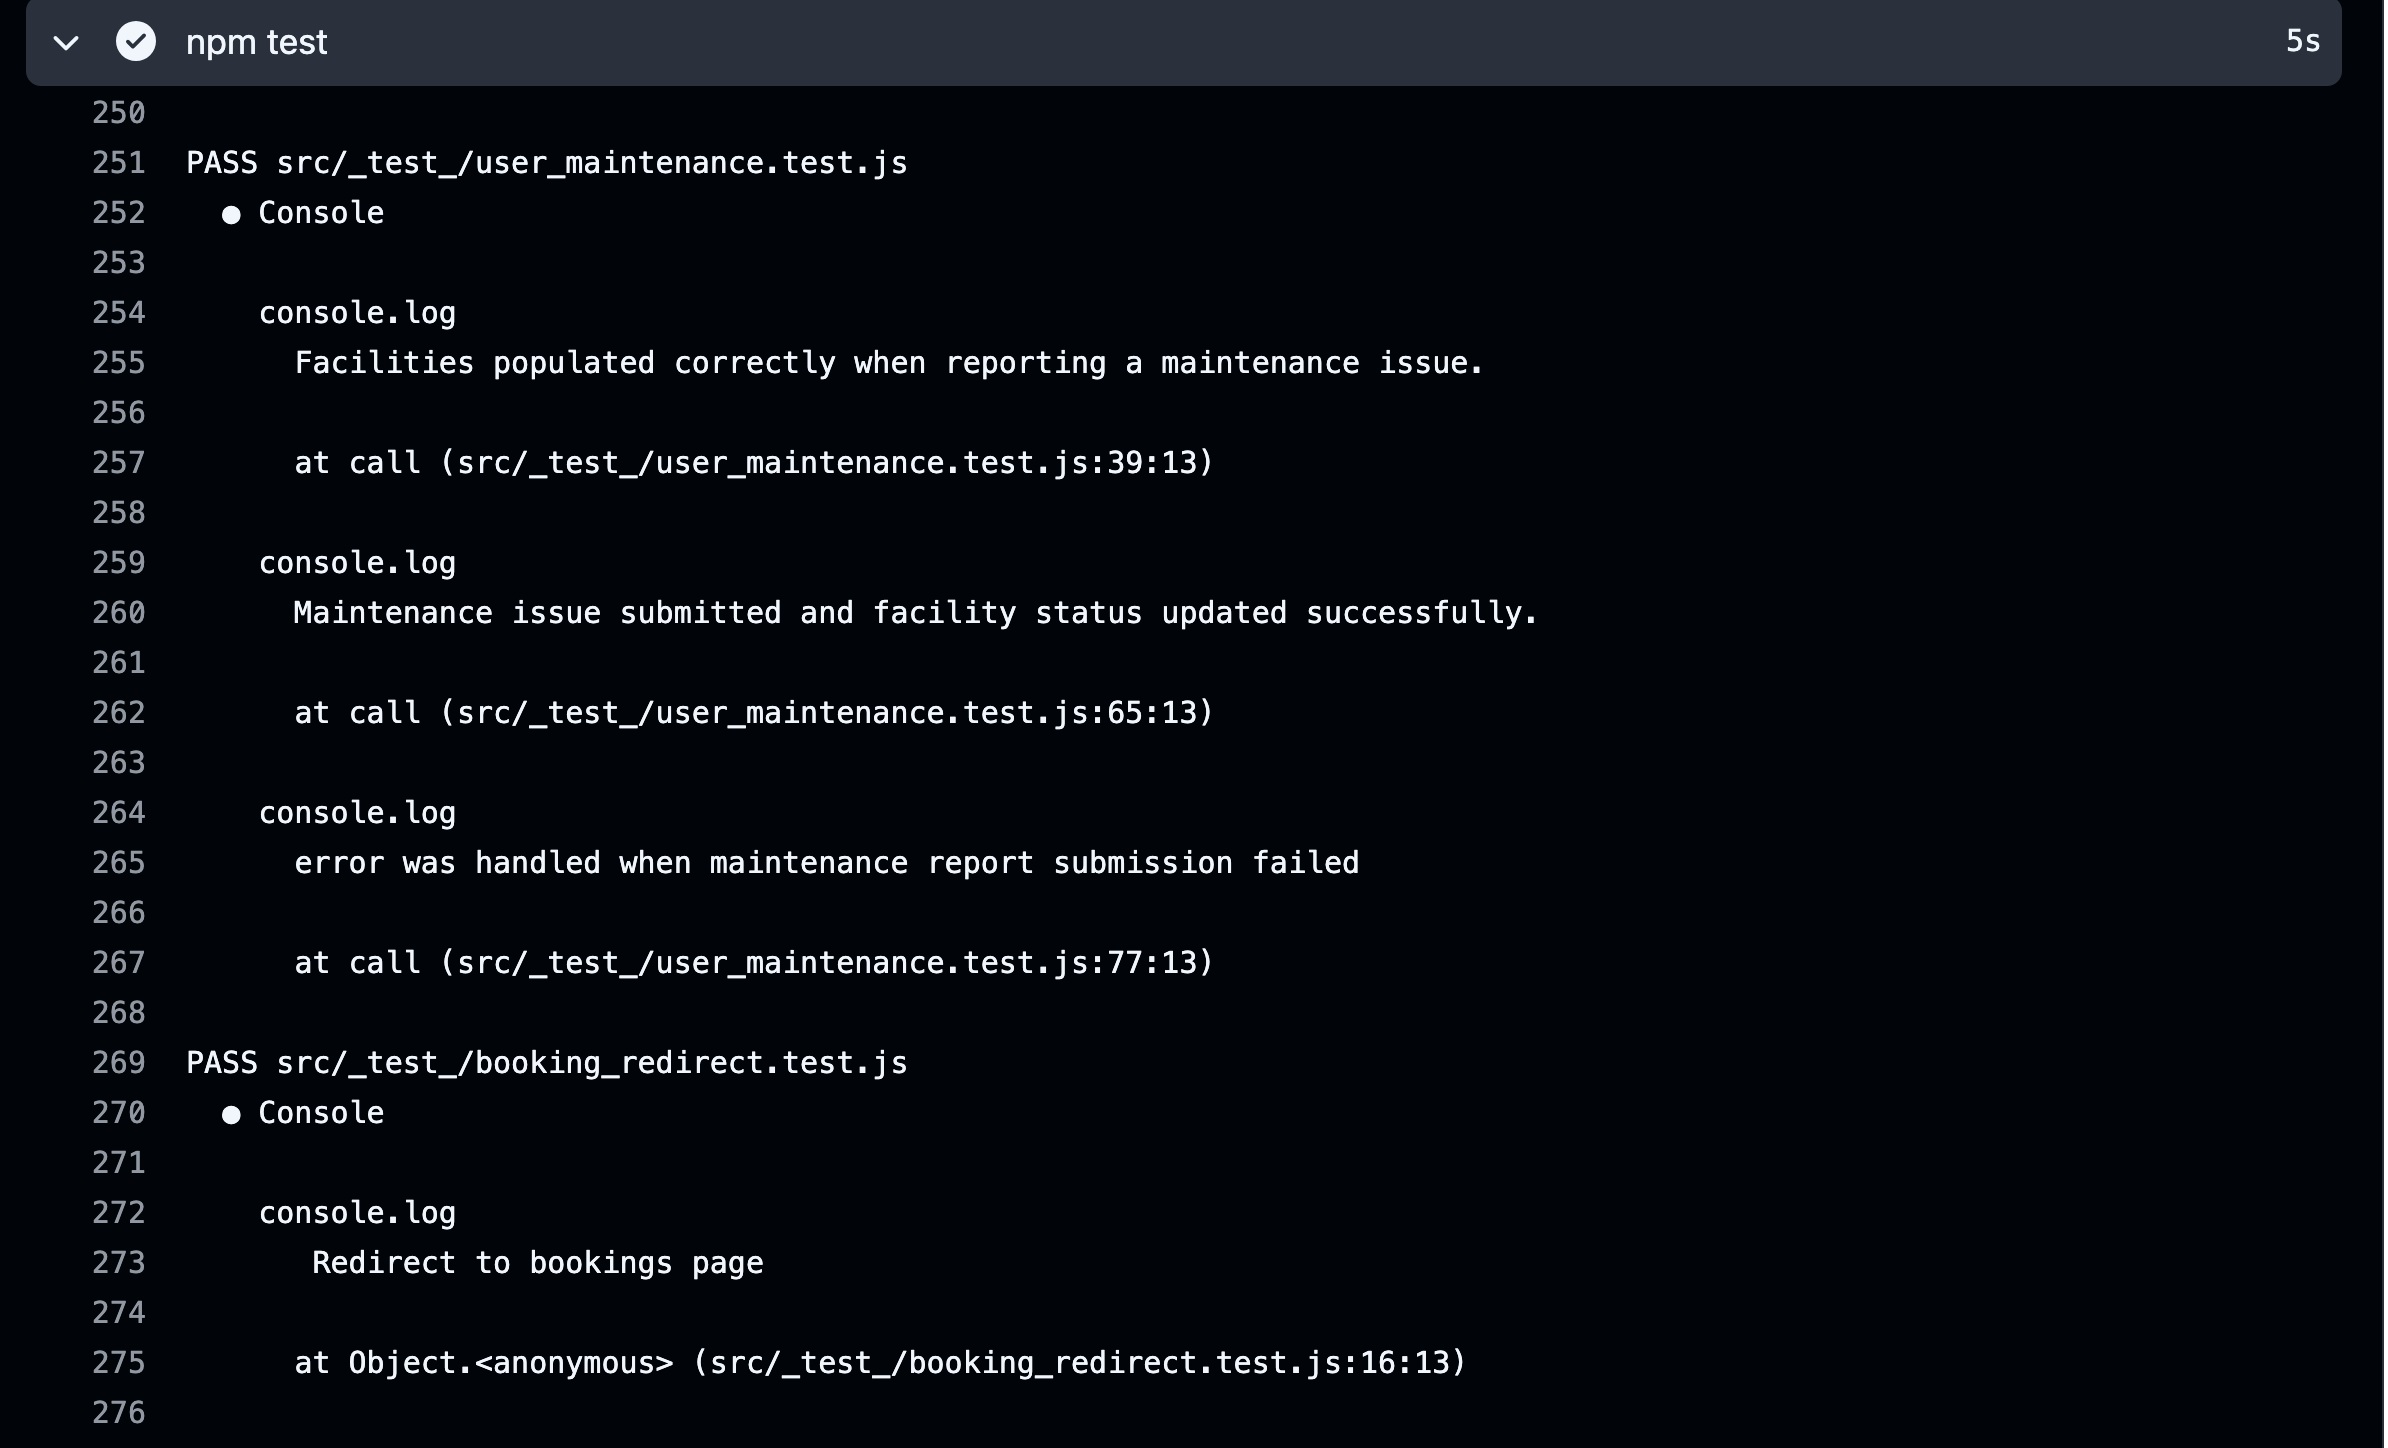 npm test 5s
250
251 PASS src/_test_/user_maintenance.test.js
252 ● Console
253
254 console.log
255 Facilities populated correctly when reporting a maintenance issue.
256
257 at call (src/_test_/user_maintenance.test.js:39:13)
258
259 console.log
260 Maintenance issue submitted and facility status updated successfully.
261
262 at call (src/_test_/user_maintenance.test.js:65:13)
263
264 console.log
265 error was handled when maintenance report submission failed
266
267 at call (src/_test_/user_maintenance.test.js:77:13)
268
269 PASS src/_test_/booking_redirect.test.js
270 ● Console
271
272 console.log
273 Redirect to bookings page
274
275 at Object.<anonymous> (src/_test_/booking_redirect.test.js:16:13)
276